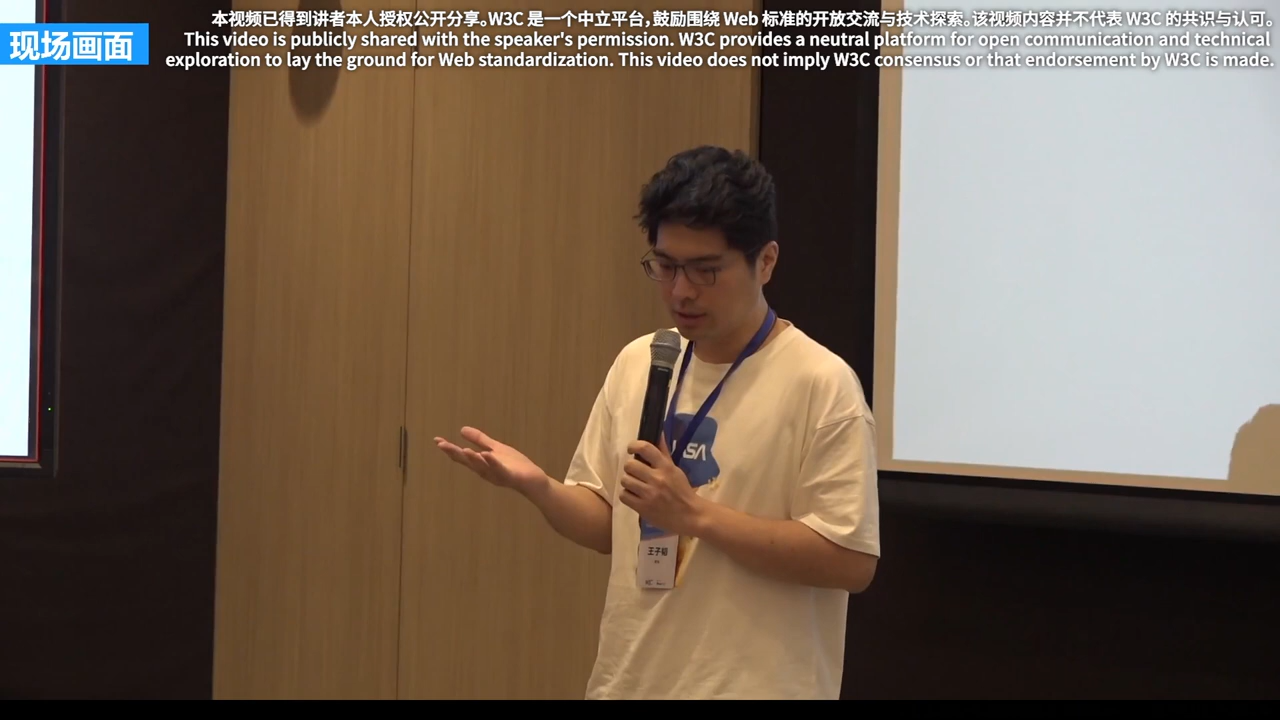 本视频已得到讲者本人授权公开分享。W3C 是一个中立平台，鼓励围绕 Web 标准的开放交流与技术探索。该视频内容并不代表 W3C 的共识与认可。
This video is publicly shared with the speaker's permission. W3C provides a neutral platform for open communication and technical
exploration to lay the ground for Web standardization. This video does not imply W3C consensus or that endorsement by W3C is made.
现场画面